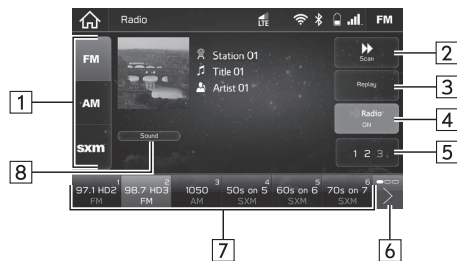 Radio LTE FM
FM
AM
sxm
Station 01
Title 01
Artist 01
Sound
Scan
Replay
Radio
ON
1 2 3
1 2 3 4 5 6
97.1 HD2 98.7 HD3 1050 50s on 5 60s on 6 70s on 7
FM FM AM SXM SXM SXM
1
2
3
4
5
6
7
8